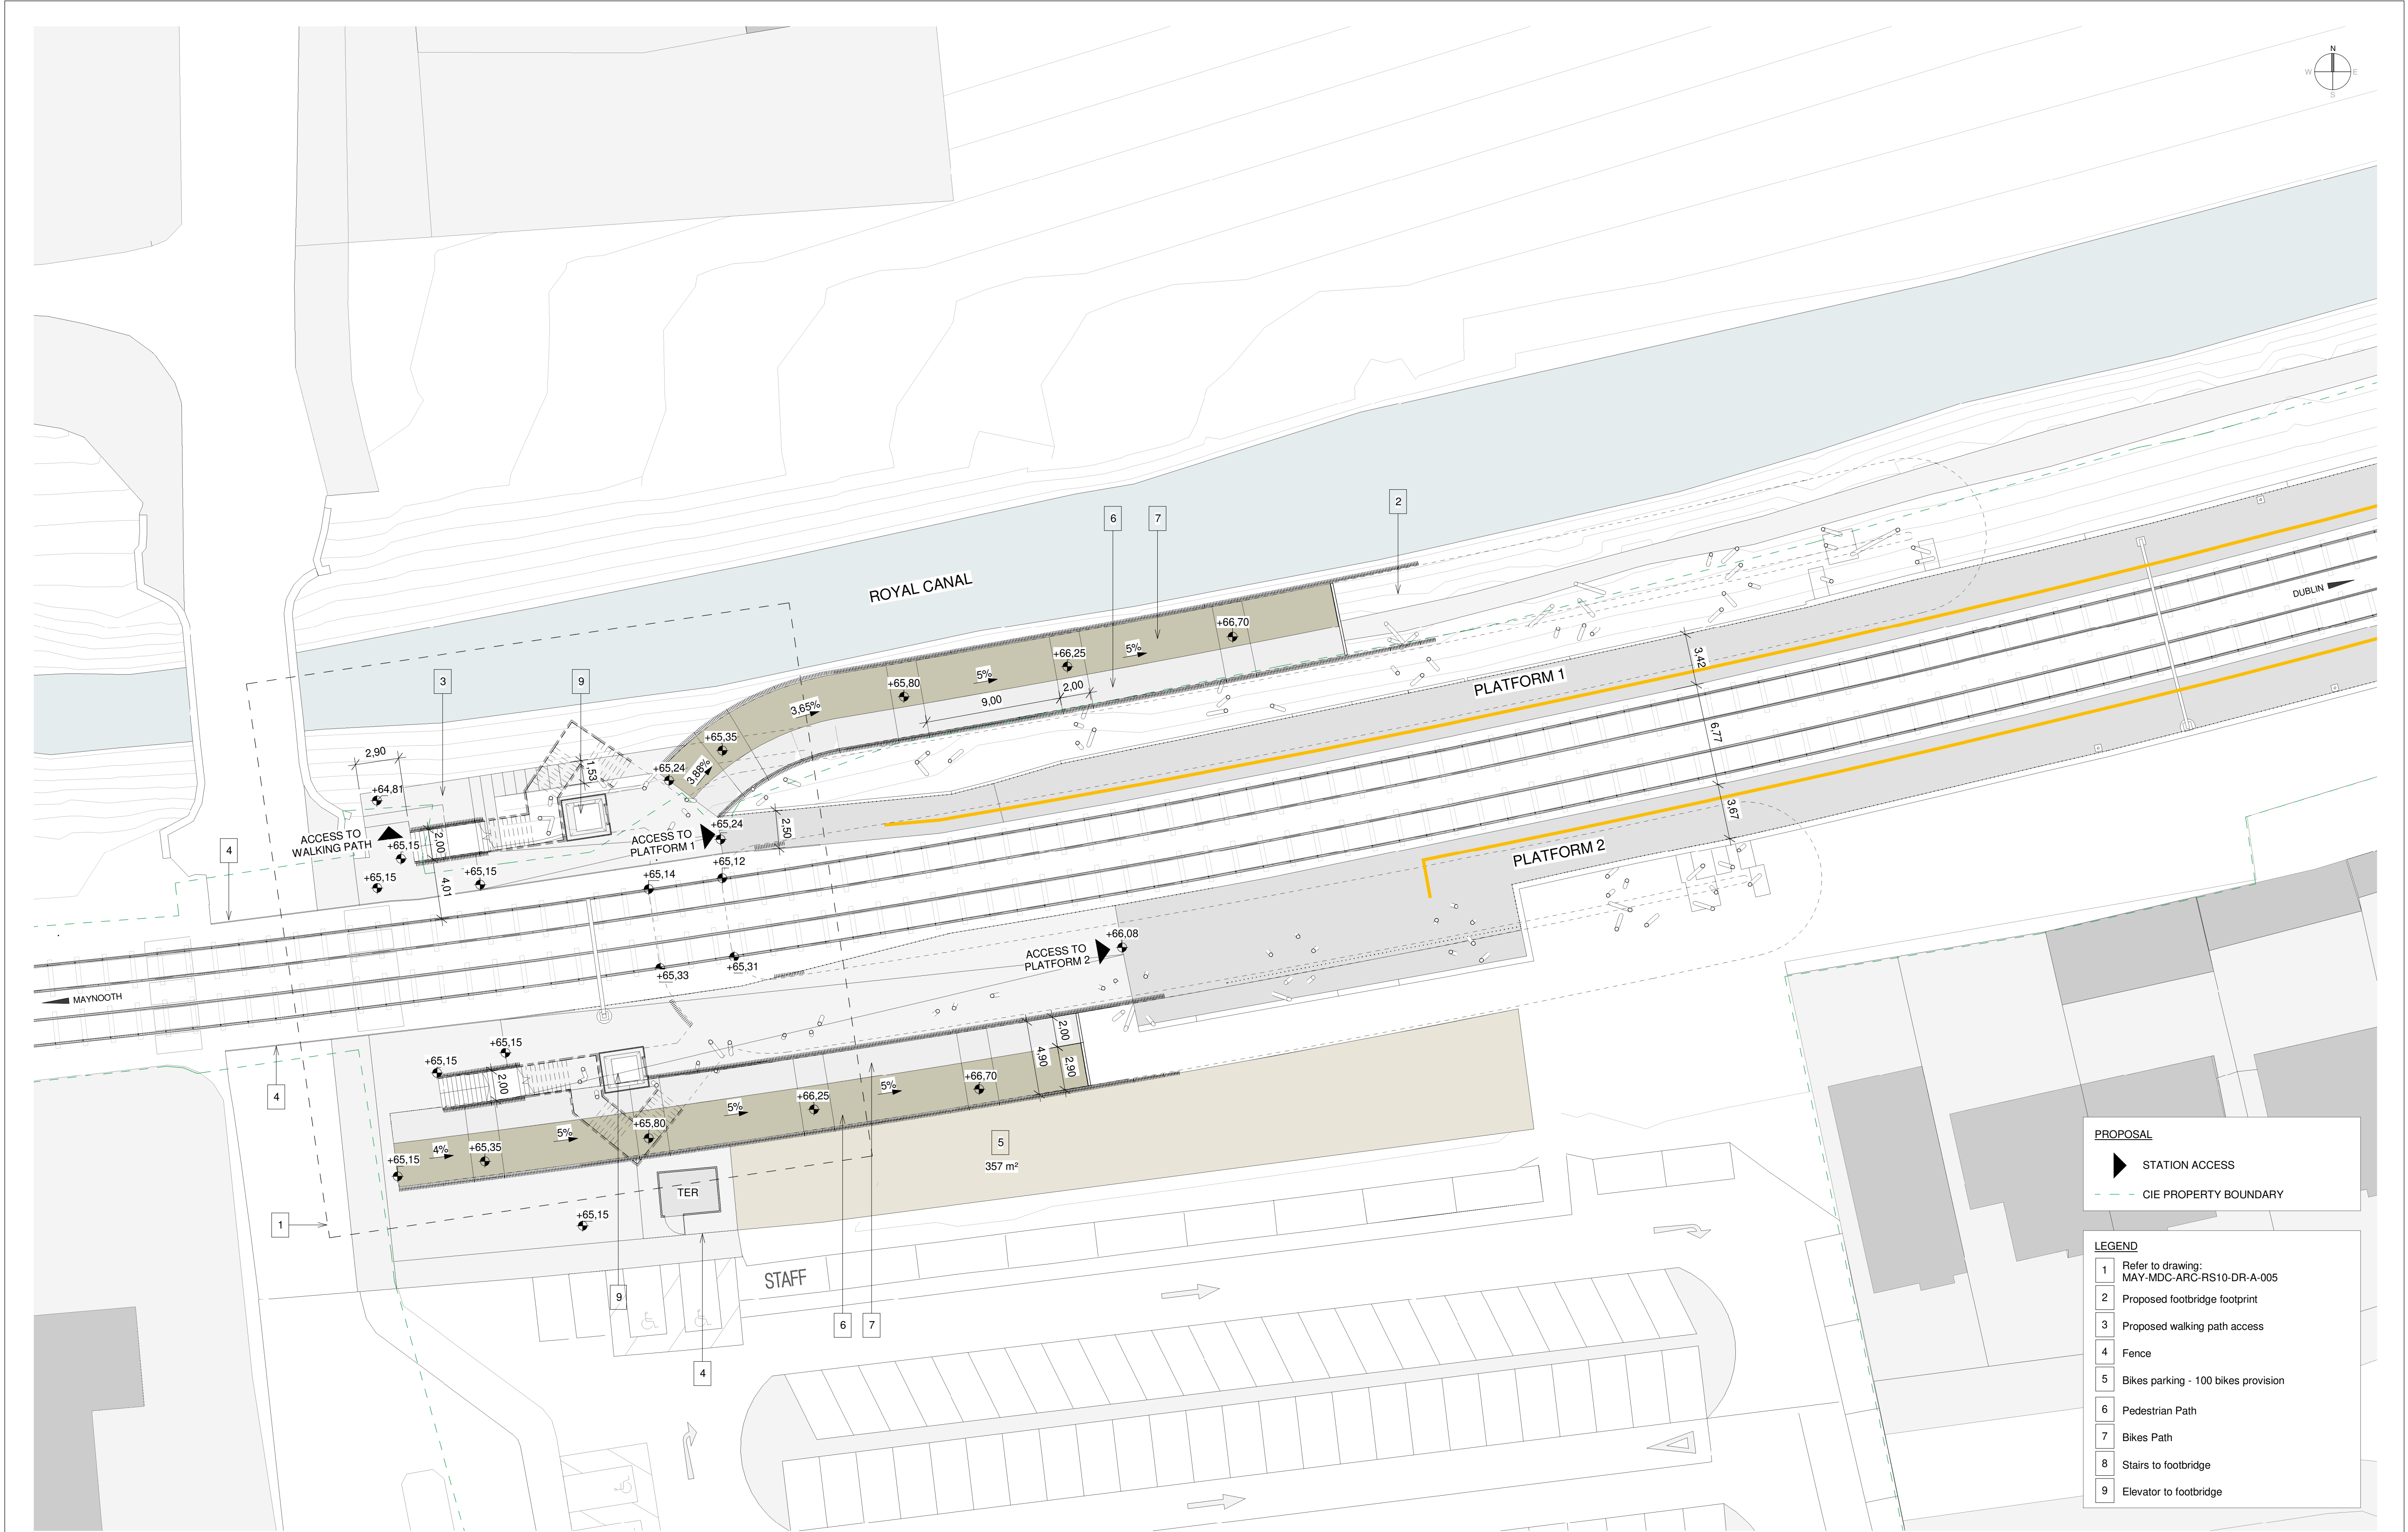 N
W E
S
ROYAL CANAL
6
7
2
3
9
4
+66,70
5%
+66,25
5%
+65,80
2,00
9,00
3,65%
+65,35
3,88%
+65,24
1,53
2,90
+64,81
ACCESS TO
WALKING PATH
+65,15
2,00
+65,15
+65,15
4,01
ACCESS TO
PLATFORM 1
+65,24
2,50
+65,12
+65,14
PLATFORM 1
3,42
6,77
3,67
DUBLIN
PLATFORM 2
+66,08
ACCESS TO
PLATFORM 2
+65,33
+65,31
MAYNOOTH
4
+65,15
+65,15
2,00
2,00
4,90
2,90
+66,70
5%
+66,25
5%
+65,80
5%
+65,35
4%
+65,15
5
357 m²
TER
+65,15
1
STAFF
9
6
7
4
PROPOSAL
STATION ACCESS
CIE PROPERTY BOUNDARY
LEGEND
1 Refer to drawing:
MAY-MDC-ARC-RS10-DR-A-005
2 Proposed footbridge footprint
3 Proposed walking path access
4 Fence
5 Bikes parking - 100 bikes provision
6 Pedestrian Path
7 Bikes Path
8 Stairs to footbridge
9 Elevator to footbridge